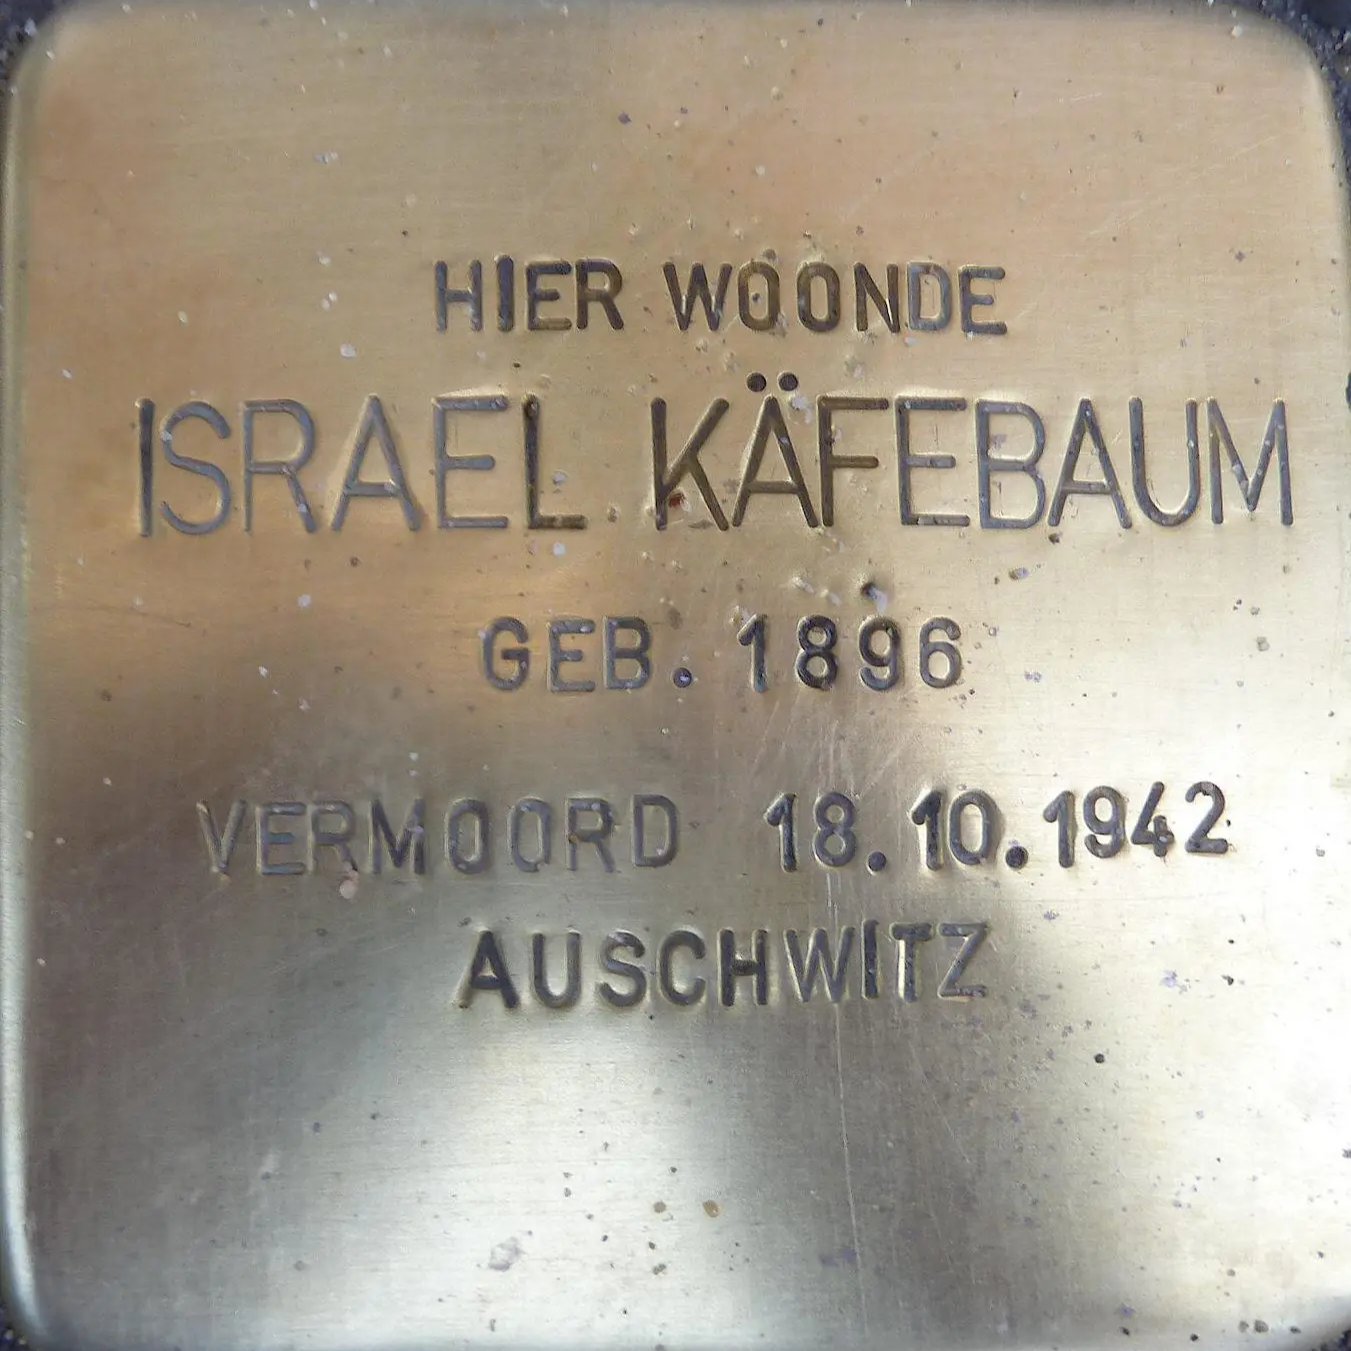 HIER WOONDE
ISRAEL KÄFEBAUM
GEB. 1896
VERMOORD 18.10.1942
AUSCHWITZ